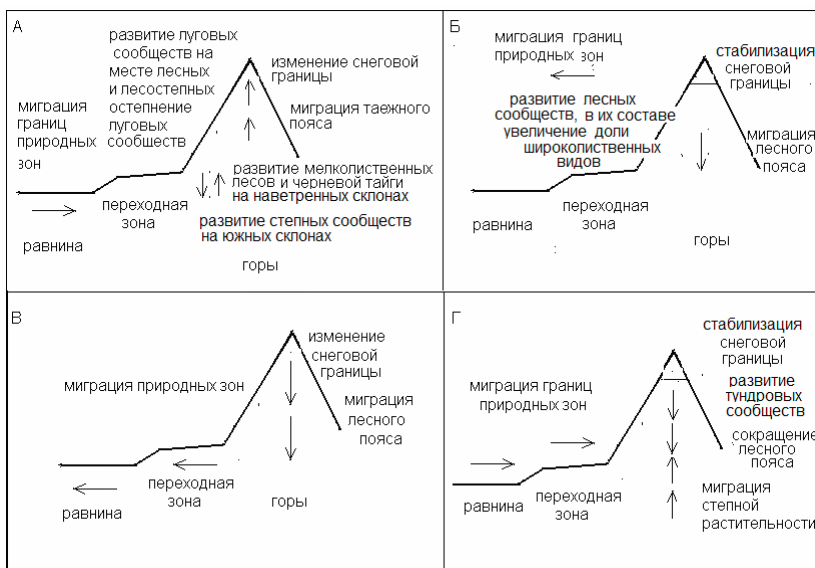 А
развитие луговых
сообществ на
месте лесных
и лесостепных
остепнение
луговых
сообществ
изменение снеговой
границы
миграция таежного
пояса
миграция
границ
природных
зон
развитие мелколиственных
лесов и черневой тайги
на наветренных склонах
переходная
зона
развитие степных сообществ
на южных склонах
равнина
горы
Б
миграция границ
природных зон
стабилизация
снеговой
границы
развитие лесных
сообществ, в их составе
увеличение доли
широколиственных
видов
миграция
лесного
пояса
переходная
зона
равнина
горы
В
изменение
снеговой
границы
миграция природных зон
миграция
лесного
пояса
переходная
зона
равнина
горы
Г
стабилизация
снеговой
границы
миграция границ
природных зон
развитие
тундровых
сообществ
сокращение
лесного
пояса
миграция
степной
растительности
равнина
переходная
зона